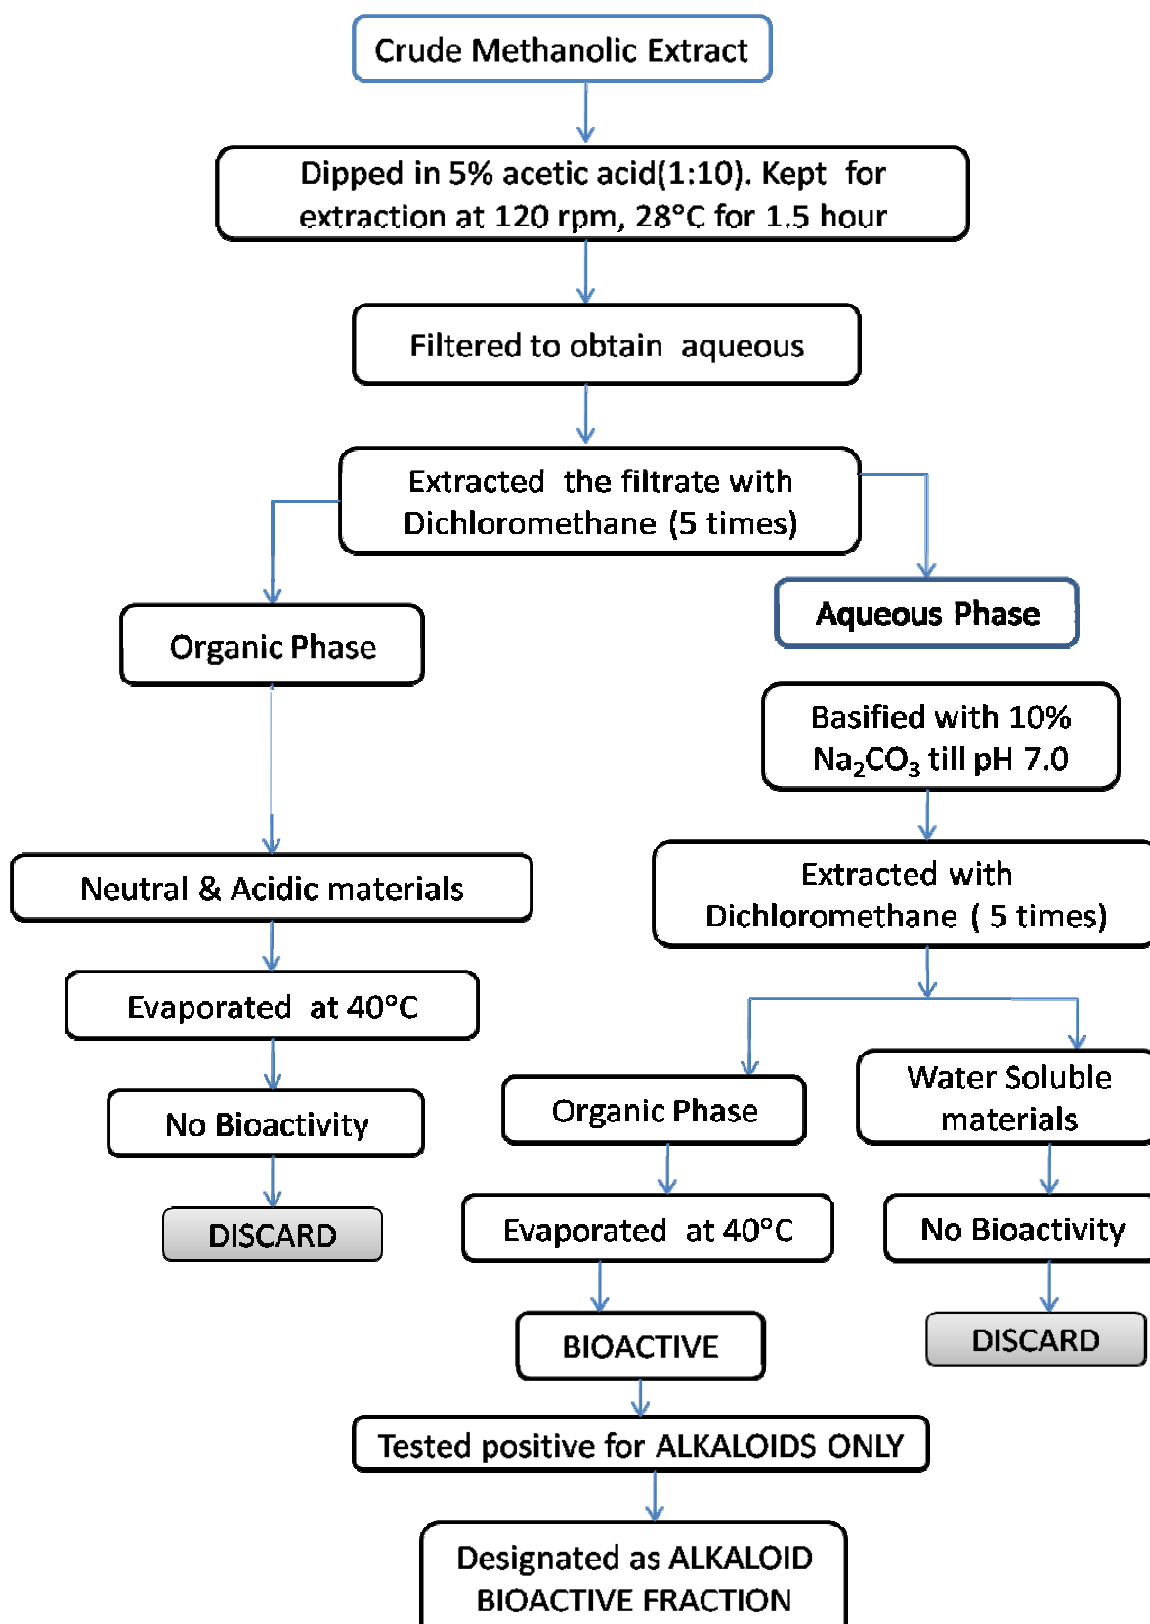 Crude Methanolic Extract
Dipped in 5% acetic acid(1:10). Kept for
extraction at 120 rpm, 28°C for 1.5 hour
Filtered to obtain aqueous
Extracted the filtrate with
Dichloromethane (5 times)
Organic Phase
Aqueous Phase
Basified with 10%
Na₂CO₃ till pH 7.0
Neutral & Acidic materials
Extracted with
Dichloromethane ( 5 times)
Evaporated at 40°C
No Bioactivity
DISCARD
Organic Phase
Water Soluble
materials
Evaporated at 40°C
No Bioactivity
BIOACTIVE
DISCARD
Tested positive for ALKALOIDS ONLY
Designated as ALKALOID
BIOACTIVE FRACTION